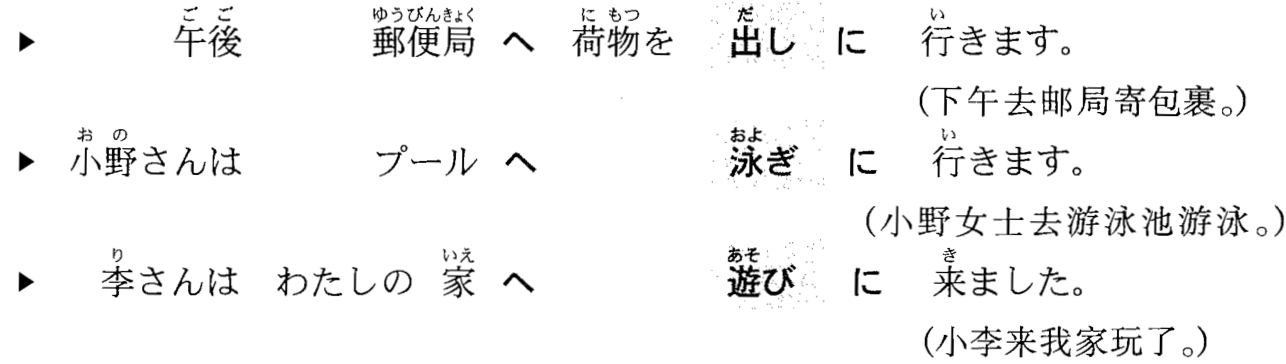 ごご ゆうびんきょく にもつ だ い
▶ 午後 郵便局 へ 荷物を 出し に 行きます。
(下午去邮局寄包裹。)
おの およ い
▶ 小野さんは プール へ 泳ぎ に 行きます。
(小野女士去游泳池游泳。)
り いえ あそ き
▶ 李さんは わたしの 家 へ 遊び に 来ました。
(小李来我家玩了。)